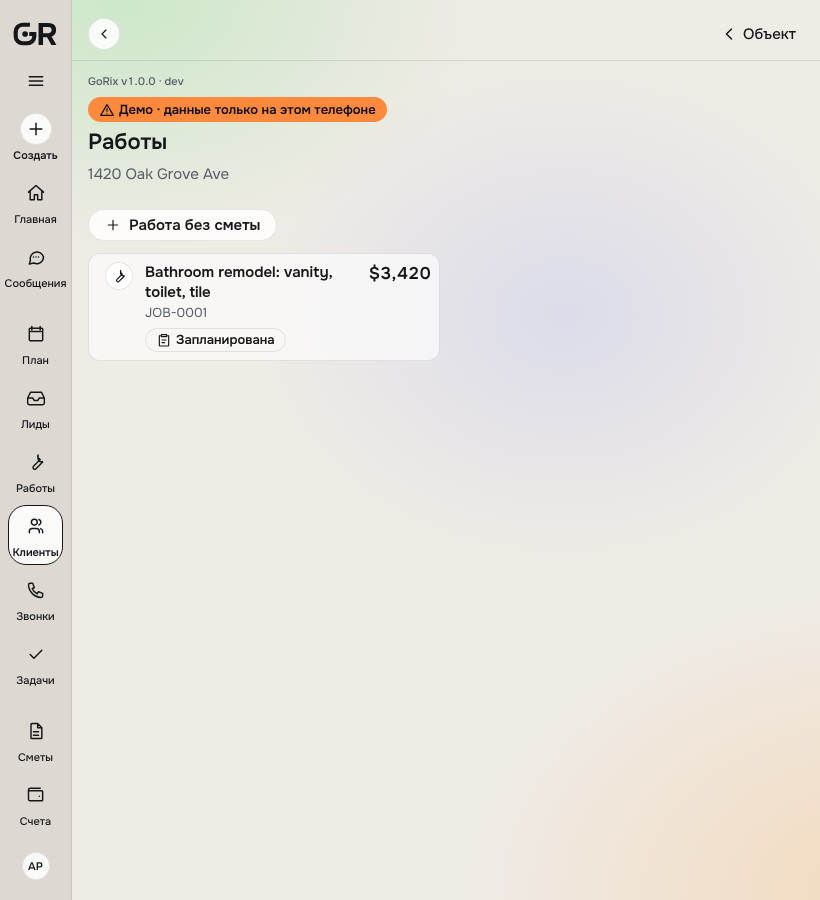 GR
Объект
Создать
Главная
Сообщения
План
Лиды
Работы
Клиенты
Звонки
Задачи
Сметы
Счета
AP
GoRix v1.0.0 · dev
Демо · данные только на этом телефоне
Работы
1420 Oak Grove Ave
Работа без сметы
Bathroom remodel: vanity,
toilet, tile
$3,420
JOB-0001
Запланирована